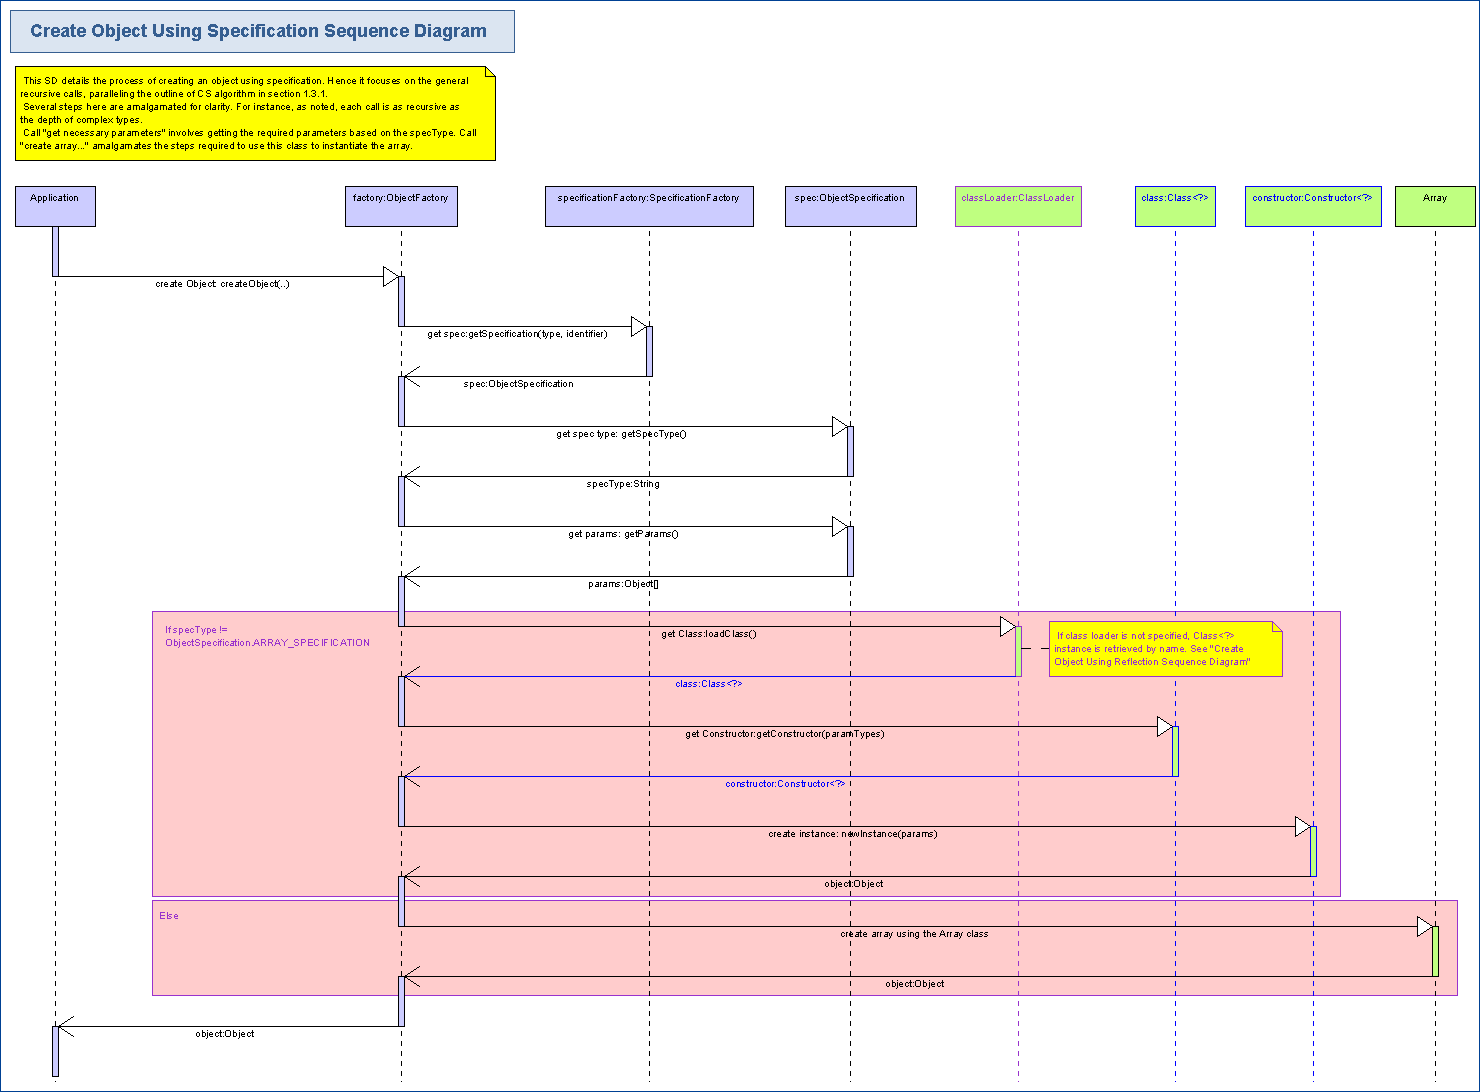 Create Object Using Specification Sequence Diagram
This SD details the process of creating an object using specification. Hence it focuses on the general
recursive calls, paralleling the outline of CS algorithm in section 1.3.1.
Several steps here are amalgamated for clarity. For instance, as noted, each call is as recursive as
the depth of complex types.
Call "get necessary parameters" involves getting the required parameters based on the specType. Call
"create array..." amalgamates the steps required to use this class to instantiate the array.
Application
factory:ObjectFactory
specificationFactory:SpecificationFactory
spec:ObjectSpecification
classLoader:ClassLoader
class:Class<?>
constructor:Constructor<?>
Array
create Object: createObject(..)
get spec:getSpecification(type, identifier)
spec:ObjectSpecification
get spec type: getSpecType()
specType:String
get params: getParams()
params:Object[]
If specType !=
ObjectSpecification.ARRAY_SPECIFICATION
get Class:loadClass()
If class loader is not specified, Class<?>
instance is retrieved by name. See "Create
Object Using Reflection Sequence Diagram"
class:Class<?>
get Constructor:getConstructor(paramTypes)
constructor:Constructor<?>
create instance: newInstance(params)
object:Object
Else
create array using the Array class
object:Object
object:Object